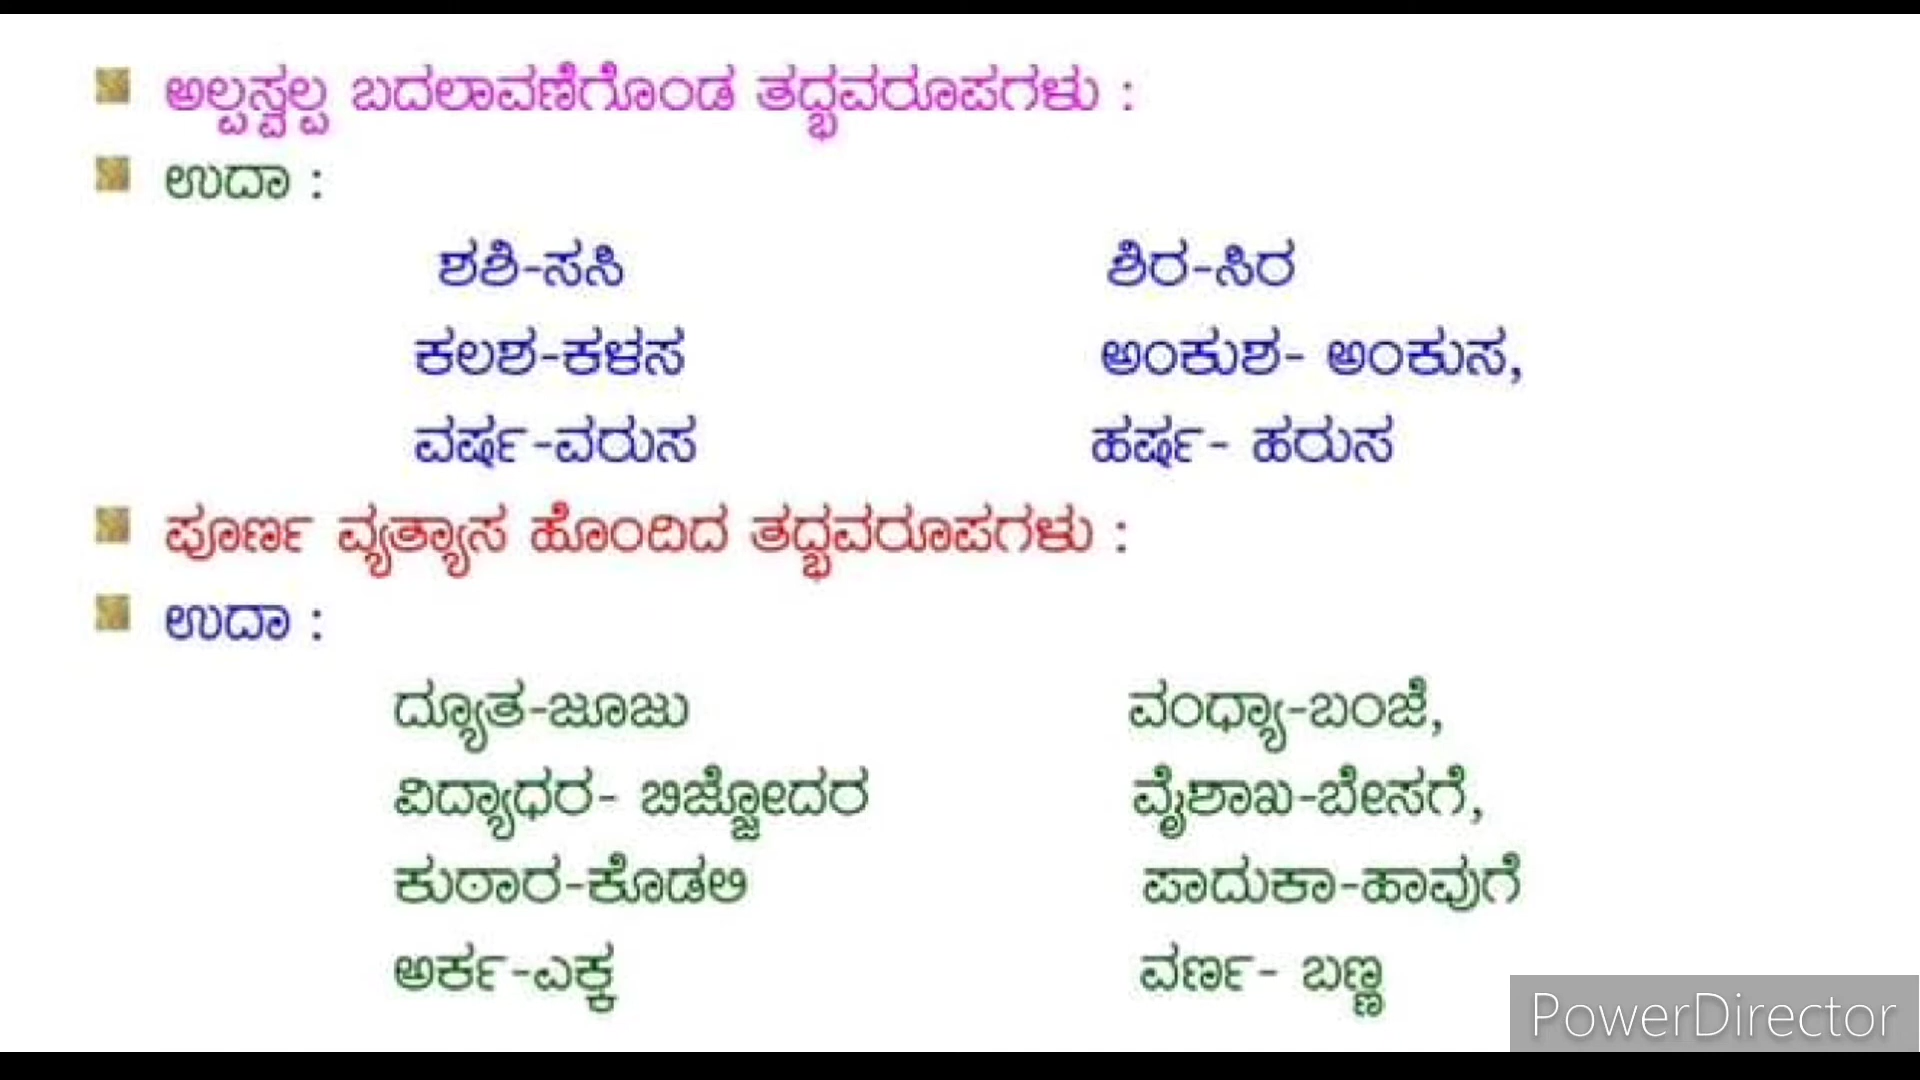 ಅಲ್ಪಸ್ವಲ್ಪ ಬದಲಾವಣೆಗೊಂಡ ತದ್ಭವರೂಪಗಳು :
ಉದಾ :
ಶಶಿ-ಸಸಿ ಶಿರ-ಸಿರ
ಕಲಶ-ಕಳಸ ಅಂಕುಶ- ಅಂಕುಸ,
ವರ್ಷ-ವರುಸ ಹರ್ಷ- ಹರುಸ
ಪೂರ್ಣ ವ್ಯತ್ಯಾಸ ಹೊಂದಿದ ತದ್ಭವರೂಪಗಳು :
ಉದಾ :
ದ್ಯೂತ-ಜೂಜು ವಂಧ್ಯಾ-ಬಂಜೆ,
ವಿದ್ಯಾಧರ- ಬಿಜ್ಜೋದರ ವೈಶಾಖ-ಬೇಸಗೆ,
ಕುಠಾರ-ಕೊಡಲಿ ಪಾದುಕಾ-ಹಾವುಗೆ
ಅರ್ಕ-ಎಕ್ಕ ವರ್ಣ- ಬಣ್ಣ
PowerDirector